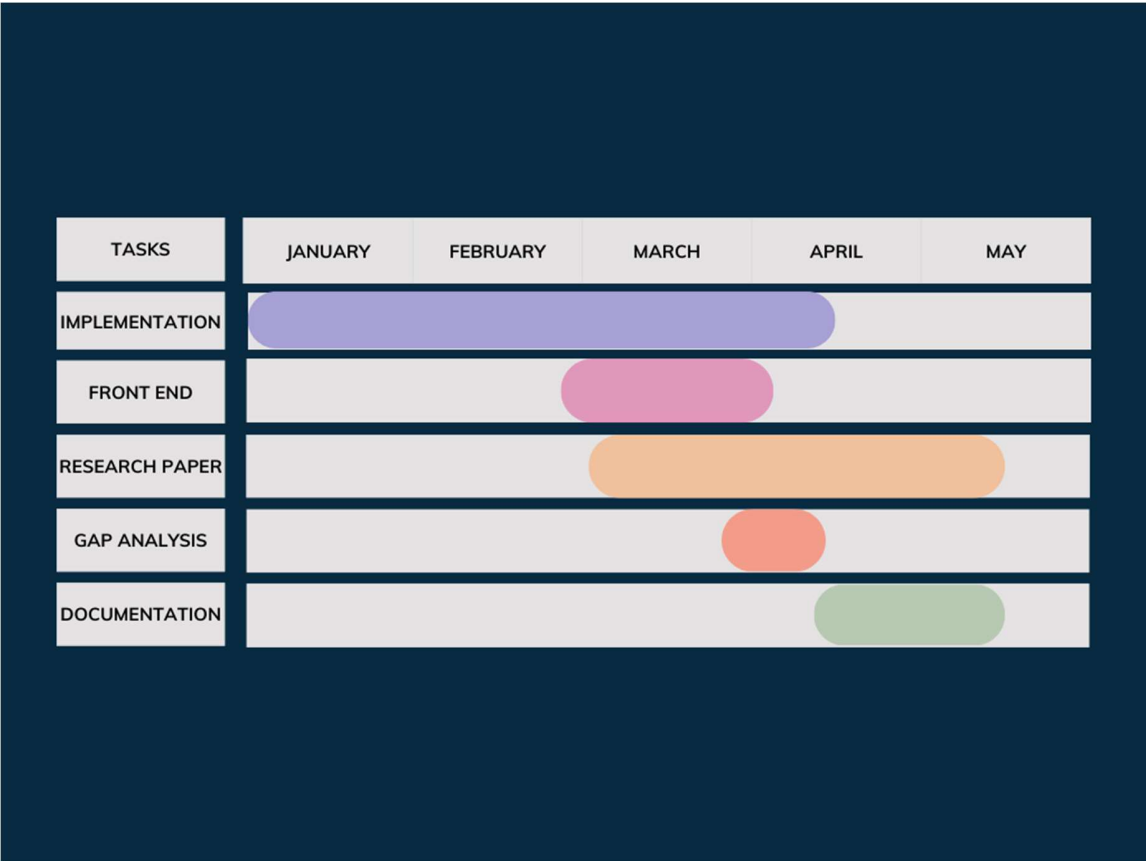 TASKS
JANUARY
FEBRUARY
MARCH
APRIL
MAY
IMPLEMENTATION
FRONT END
RESEARCH PAPER
GAP ANALYSIS
DOCUMENTATION